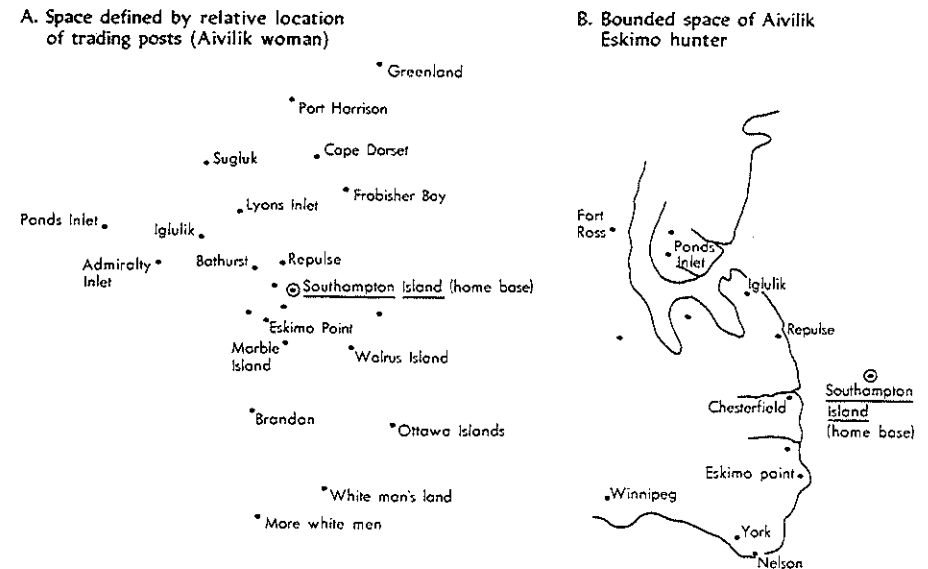 A. Space defined by relative location
of trading posts (Aivilik woman)
Greenland
Port Harrison
Sugluk
Cape Dorset
Frobisher Bay
Lyons Inlet
Ponds Inlet
Iglulik
Admiralty
Inlet
Bathurst
Repulse
Southampton Island (home base)
Eskimo Point
Marble
Island
Walrus Island
Brandon
Ottawa Islands
White man's land
More white men
B. Bounded space of Aivilik
Eskimo hunter
Fort
Ross
Ponds
Inlet
Iglulik
Repulse
Southampton
Island
(home base)
Chesterfield
Eskimo point
Winnipeg
York
Nelson